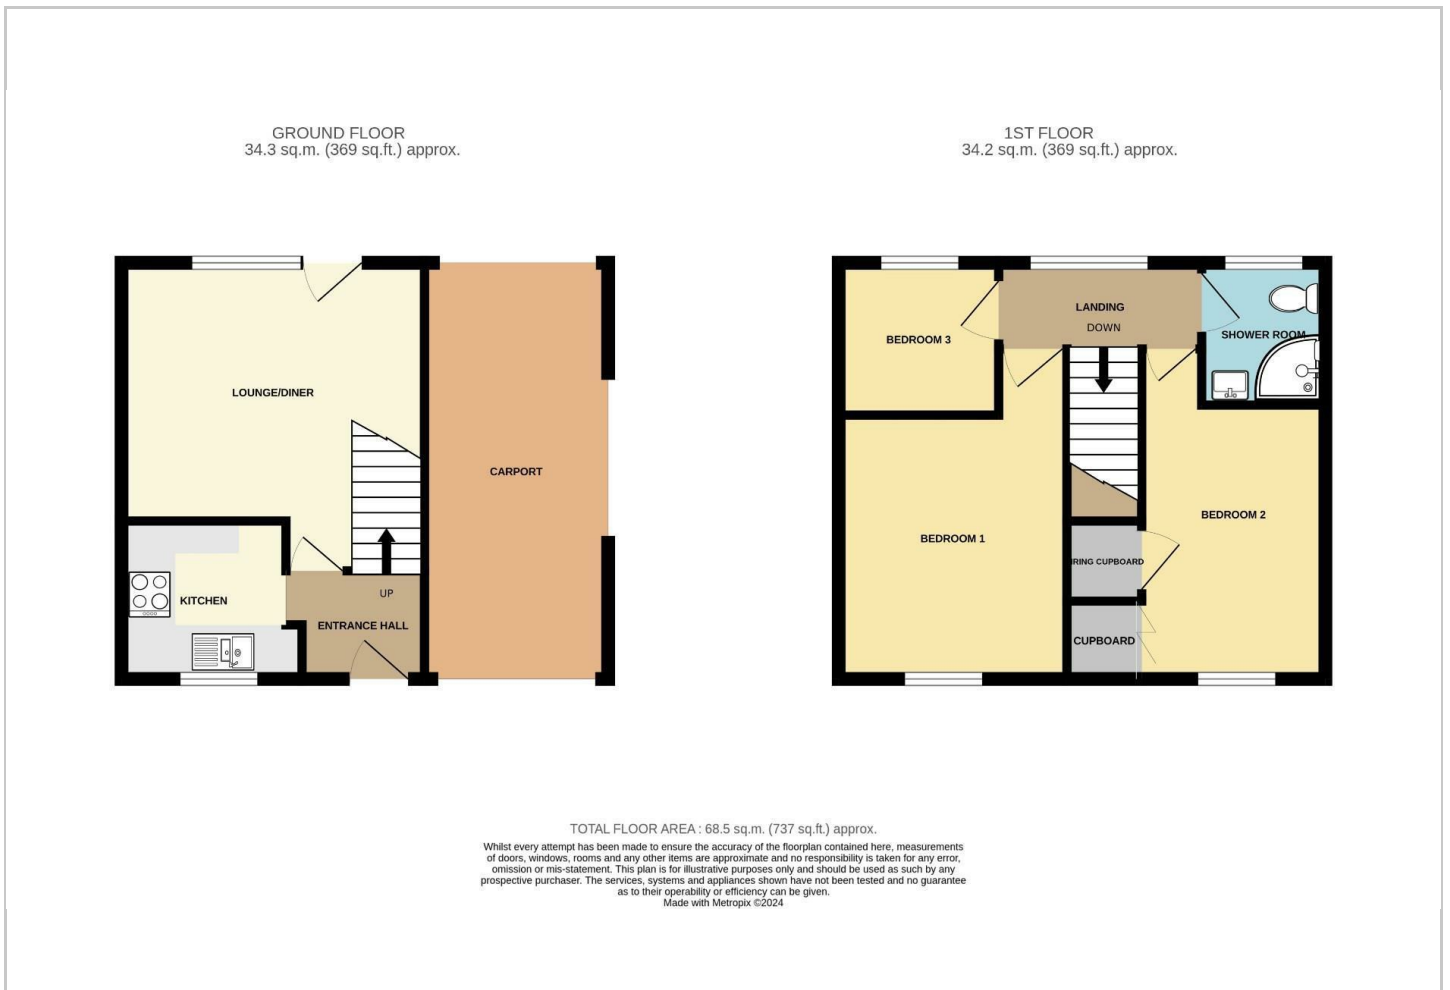 GROUND FLOOR
34.3 sq.m. (369 sq.ft.) approx.
LOUNGE/DINER
CARPORT
UP
KITCHEN
ENTRANCE HALL
1ST FLOOR
34.2 sq.m. (369 sq.ft.) approx.
LANDING
DOWN
BEDROOM 3
SHOWER ROOM
BEDROOM 2
BEDROOM 1
RING CUPBOARD
CUPBOARD
TOTAL FLOOR AREA : 68.5 sq.m. (737 sq.ft.) approx.
Whilst every attempt has been made to ensure the accuracy of the floorplan contained here, measurements
of doors, windows, rooms and any other items are approximate and no responsibility is taken for any error,
omission or mis-statement. This plan is for illustrative purposes only and should be used as such by any
prospective purchaser. The services, systems and appliances shown have not been tested and no guarantee
as to their operability or efficiency can be given.
Made with Metropix ©2024